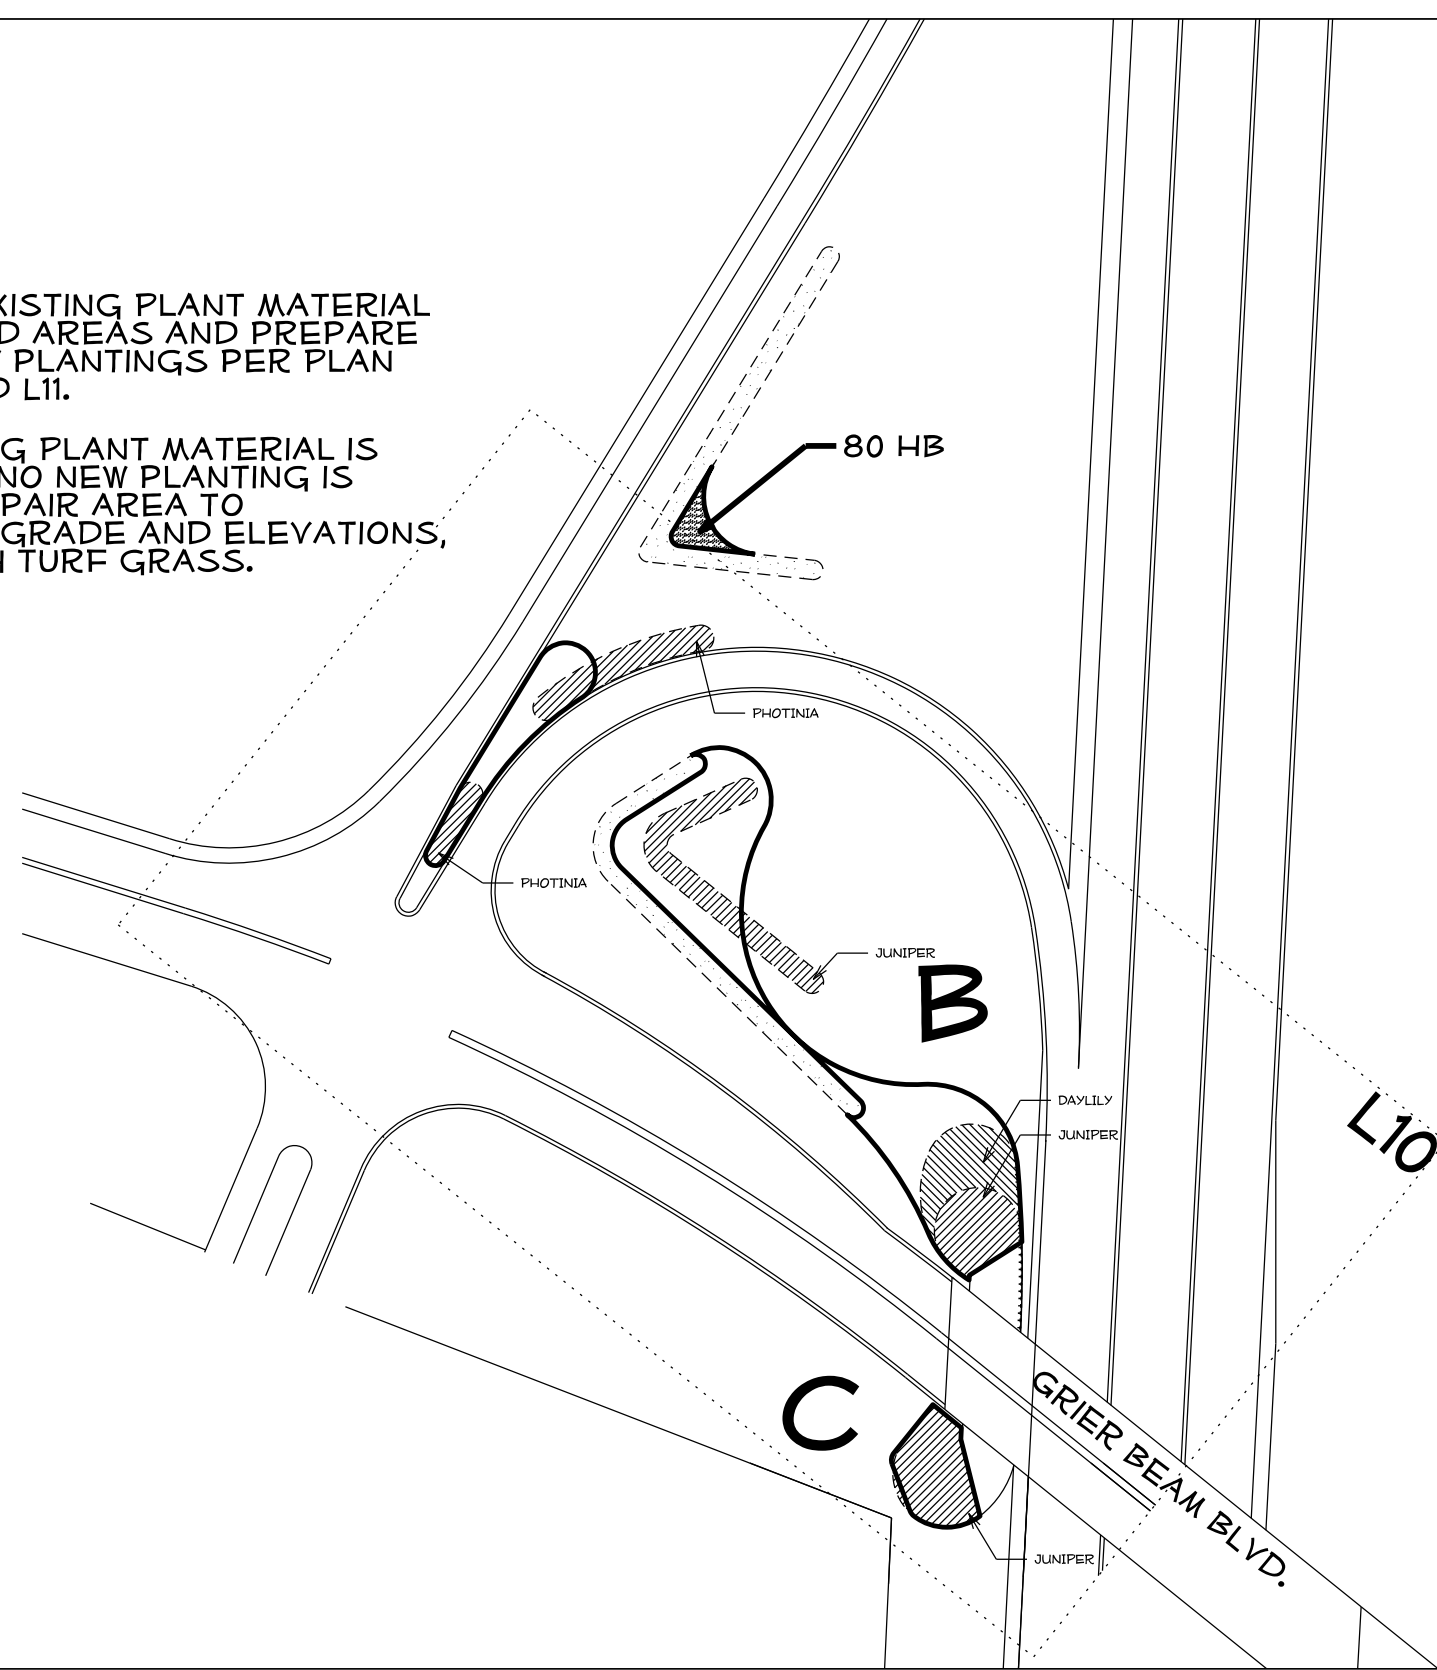 XISTING PLANT MATERIAL
D AREAS AND PREPARE
PLANTINGS PER PLAN
L11.
G PLANT MATERIAL IS
NO NEW PLANTING IS
PAIR AREA TO
GRADE AND ELEVATIONS,
TURF GRASS.
80 HB
PHOTINIA
PHOTINIA
JUNIPER
B
DAYLILY
JUNIPER
L10
C
GRIER BEAM BLVD.
JUNIPER